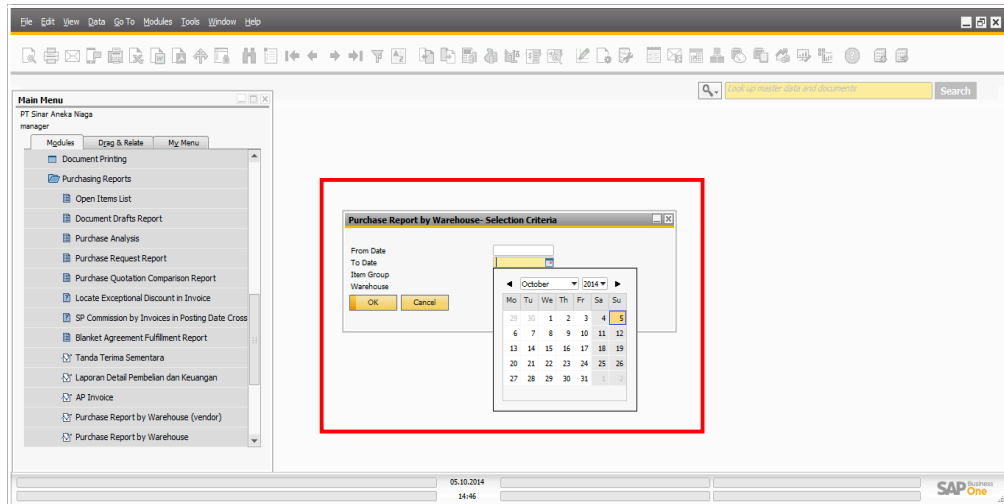 File Edit View Data Go To Modules Tools Window Help
Look up master data and documents Search
Main Menu
PT Sinar Aneka Niaga
manager
Modules Drag & Relate My Menu
Document Printing
Purchasing Reports
Open Items List
Document Drafts Report
Purchase Analysis
Purchase Request Report
Purchase Quotation Comparison Report
Locate Exceptional Discount in Invoice
SP Commission by Invoices in Posting Date Cross
Blanket Agreement Fulfillment Report
Tanda Terima Sementara
Laporan Detail Pembelian dan Keuangan
AP Invoice
Purchase Report by Warehouse (vendor)
Purchase Report by Warehouse
Purchase Report by Warehouse- Selection Criteria
From Date
To Date
Item Group
Warehouse
OK Cancel
October 2014
Mo Tu We Th Fr Sa Su
29 30 1 2 3 4 5
6 7 8 9 10 11 12
13 14 15 16 17 18 19
20 21 22 23 24 25 26
27 28 29 30 31 1 2
05.10.2014
14:46
SAP Business One